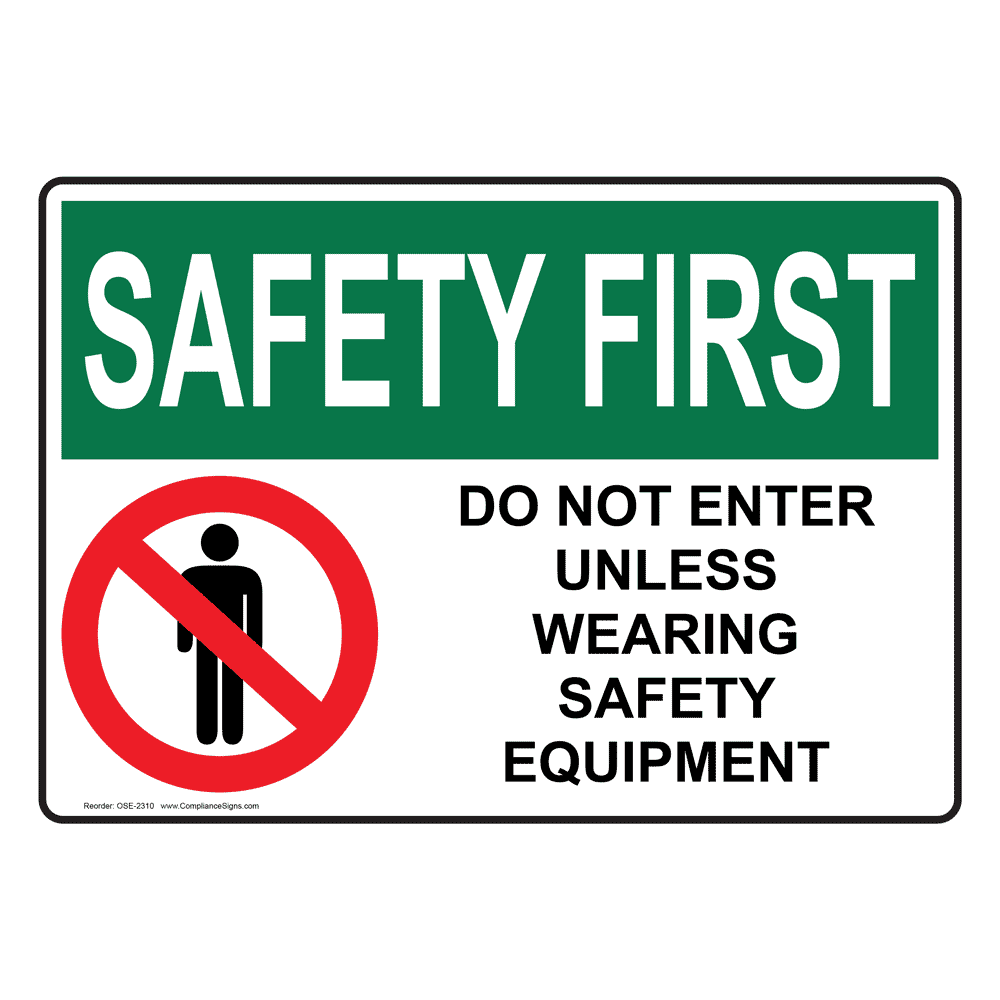 SAFETY FIRST
DO NOT ENTER
UNLESS
WEARING
SAFETY
EQUIPMENT
Reorder: OSE-2310 www.ComplianceSigns.com